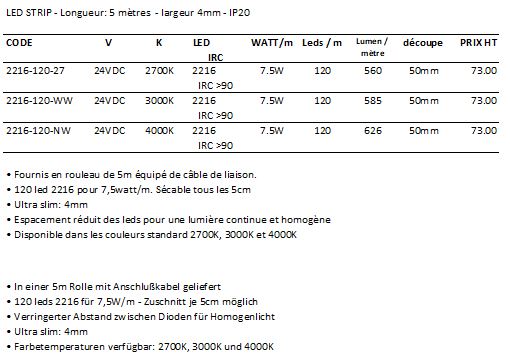 LED STRIP - Longueur: 5 mètres - largeur 4mm - IP20
CODE V K LED WATT/m Leds / m Lumen / découpe PRIX HT
IRC mètre
2216-120-27 24VDC 2700K 2216 7.5W 120 560 50mm 73.00
IRC >90
2216-120-WW 24VDC 3000K 2216 7.5W 120 585 50mm 73.00
IRC >90
2216-120-NW 24VDC 4000K 2216 7.5W 120 626 50mm 73.00
IRC >90
• Fournis en rouleau de 5m équipé de câble de liaison.
• 120 led 2216 pour 7,5watt/m. Sécable tous les 5cm
• Ultra slim: 4mm
• Espacement réduit des leds pour une lumière continue et homogène
• Disponible dans les couleurs standard 2700K, 3000K et 4000K
• In einer 5m Rolle mit Anschlußkabel geliefert
• 120 leds 2216 für 7,5W/m - Zuschnitt je 5cm möglich
• Verringerter Abstand zwischen Dioden für Homogenlicht
• Ultra slim: 4mm
• Farbetemperaturen verfügbar: 2700K, 3000K und 4000K